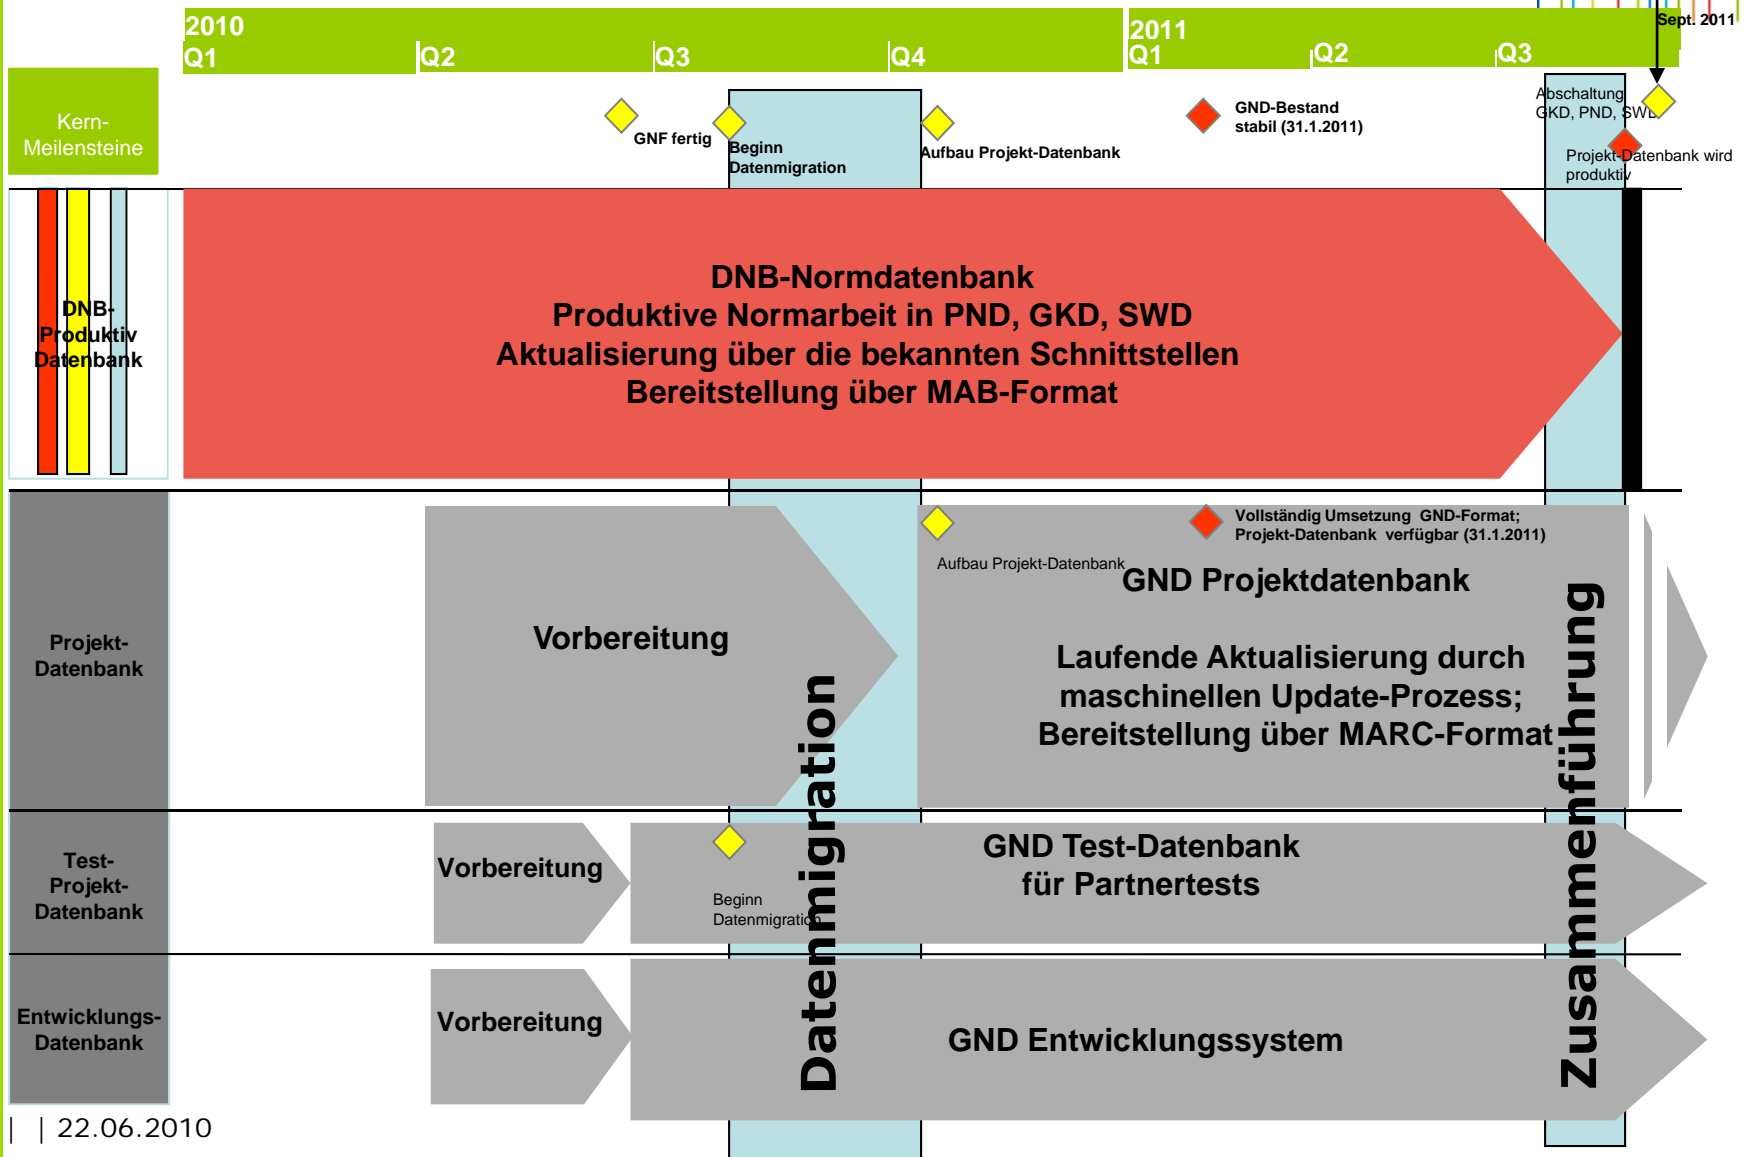 2010
2011
Sept. 2011
Q1
Q2
Q3
Q4
Q1
Q2
Q3
Kern-
Meilensteine
GNF fertig
Beginn
Datenmigration
Aufbau Projekt-Datenbank
GND-Bestand
stabil (31.1.2011)
Abschaltung
GKD, PND, SWD
Projekt-Datenbank wird
produktiv
DNB-
Produktiv
Datenbank
DNB-Normdatenbank
Produktive Normarbeit in PND, GKD, SWD
Aktualisierung über die bekannten Schnittstellen
Bereitstellung über MAB-Format
Projekt-
Datenbank
Vorbereitung
Aufbau Projekt-Datenbank
Vollständig Umsetzung GND-Format;
Projekt-Datenbank verfügbar (31.1.2011)
GND Projektdatenbank
Laufende Aktualisierung durch
maschinellen Update-Prozess;
Bereitstellung über MARC-Format
Datenmigration
Zusammenführung
Test-
Projekt-
Datenbank
Vorbereitung
Beginn
Datenmigration
GND Test-Datenbank
für Partnertests
Entwicklungs-
Datenbank
Vorbereitung
GND Entwicklungssystem
| | 22.06.2010